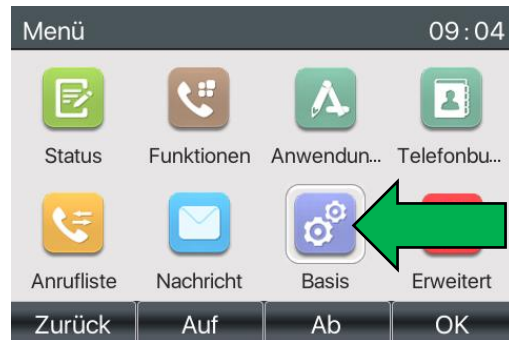 Menü 09:04
Status Funktionen Anwendun... Telefonbu...
Anrufliste Nachricht Basis Erweitert
Zurück Auf Ab OK